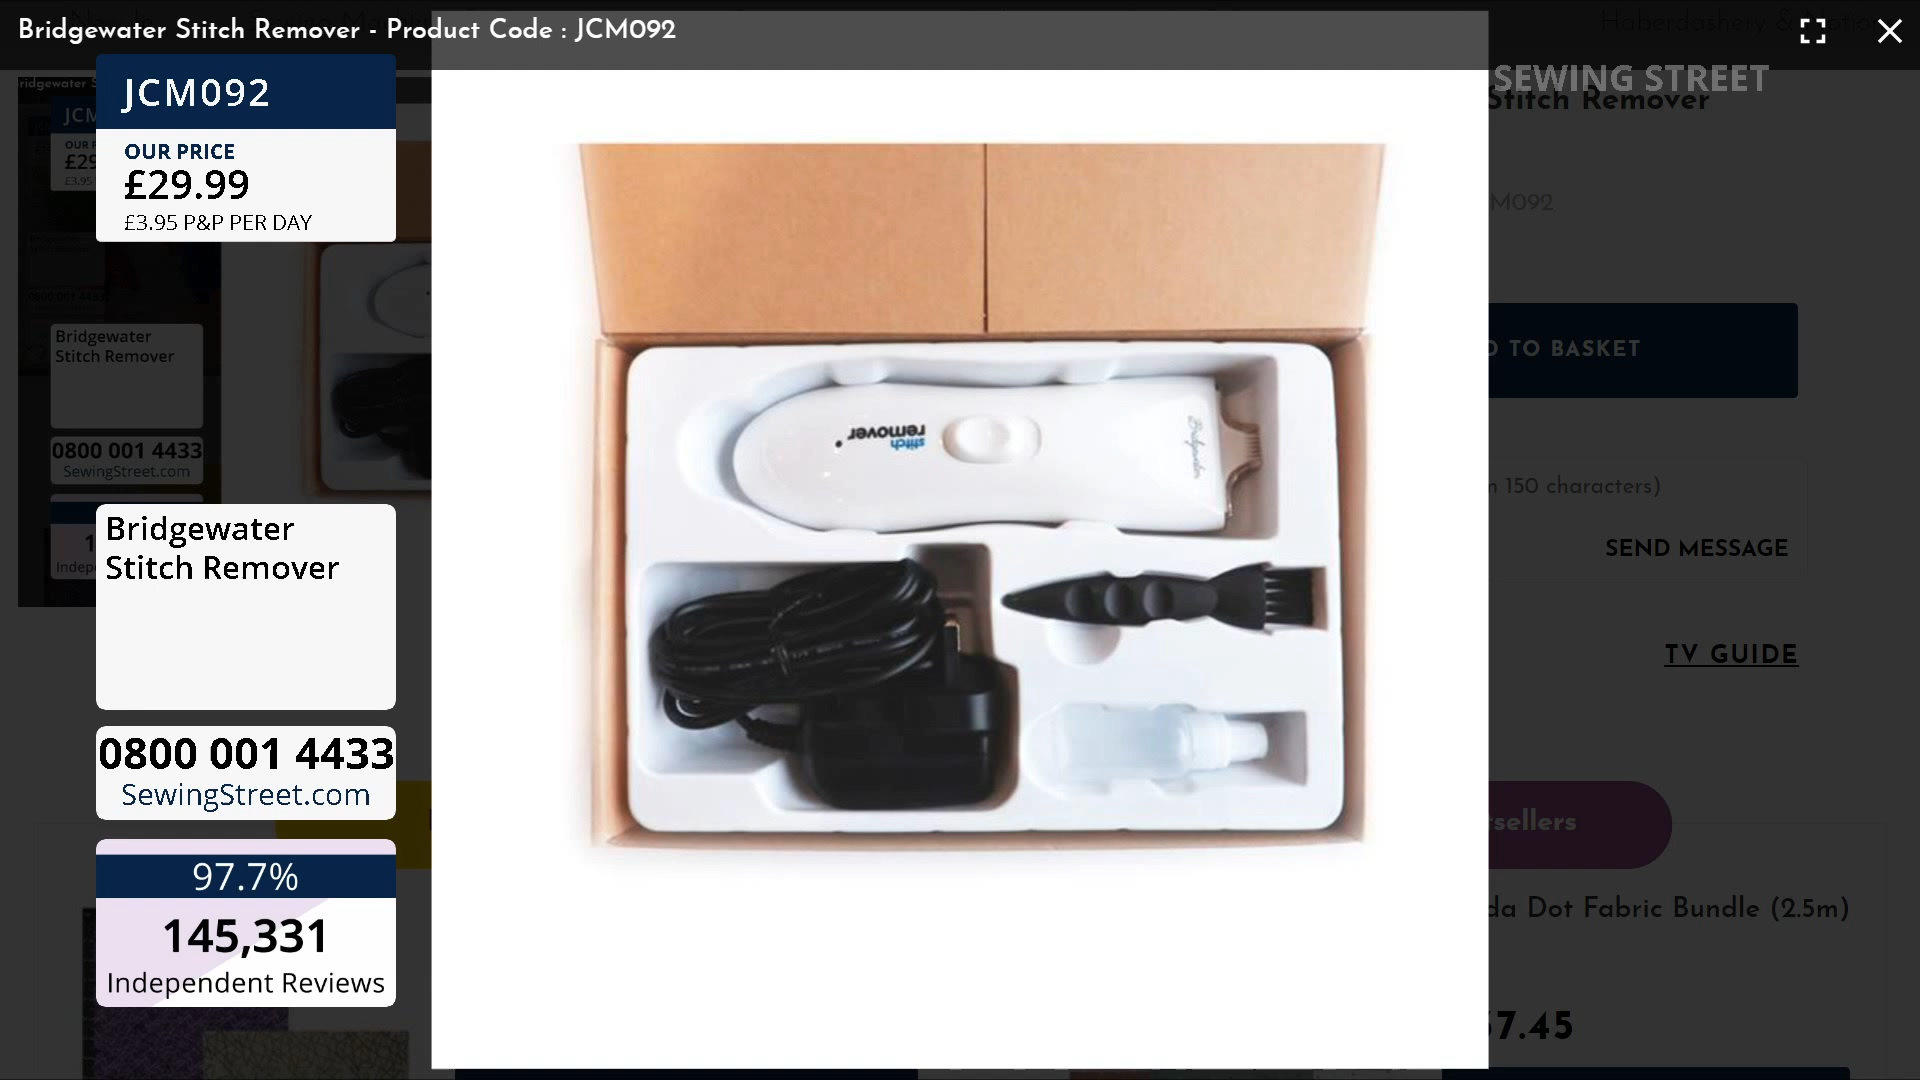 Bridgewater Stitch Remover - Product Code : JCM092
JCM092
OUR PRICE
£29.99
£3.95 P&P PER DAY
Bridgewater
Stitch Remover
0800 001 4433
SewingStreet.com
97.7%
145,331
Independent Reviews
stitch
remover
Bridgewater
SEWING STREET
Stitch Remover
M092
TO BASKET
150 characters)
SEND MESSAGE
TV GUIDE
sellers
Dot Fabric Bundle (2.5m)
7.45
Haberdashery &
Bridgewater
Stitch Remover
0800 001 4433
SewingStreet.com